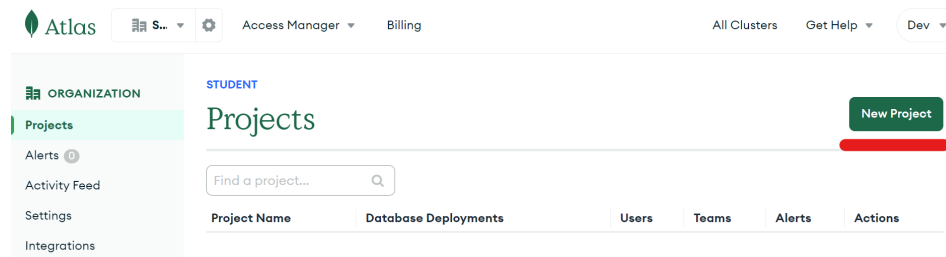 Atlas S... Access Manager Billing All Clusters Get Help Dev
ORGANIZATION
Projects
Alerts 0
Activity Feed
Settings
Integrations
STUDENT
Projects
New Project
Find a project...
Project Name Database Deployments Users Teams Alerts Actions